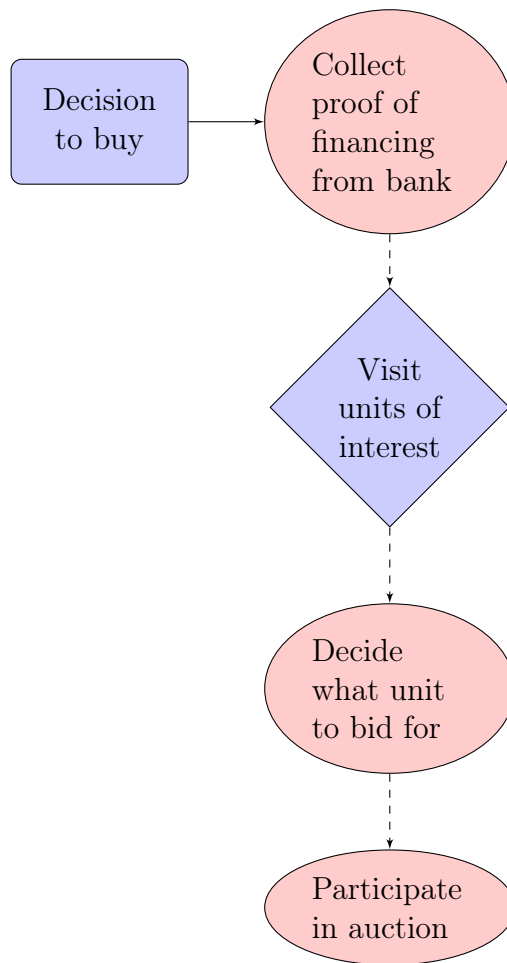 Decision
to buy
Collect
proof of
financing
from bank
Visit
units of
interest
Decide
what unit
to bid for
Participate
in auction